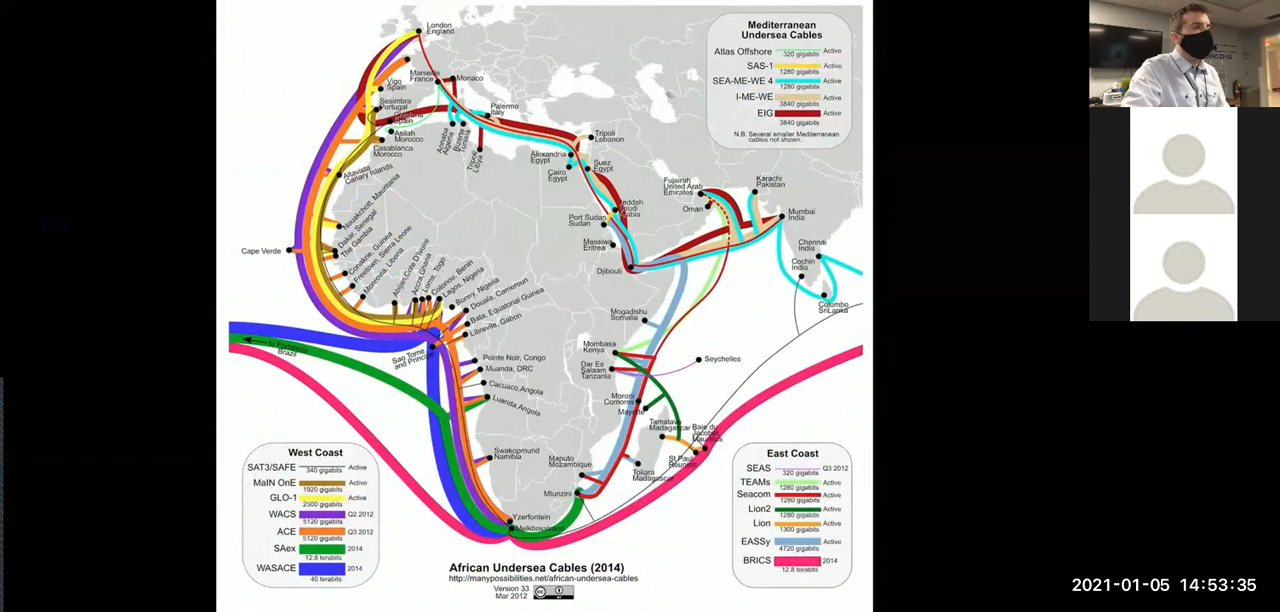 London
England
Vigo
Spain
Marseille
France
Monaco
Sesimbra
Portugal
Spain
Asilah
Morocco
Casablanca
Morocco
Annaba
Algeria
Bizerte
Tunisia
Tripoli
Libya
Palermo
Italy
Tripoli
Lebanon
Alexandria
Egypt
Cairo
Egypt
Suez
Egypt
Jeddah
Saudi
Arabia
Port Sudan
Sudan
Massiwa
Eritrea
Djibouti
Fujairah
United Arab
Emirates
Oman
Karachi
Pakistan
Mumbai
India
Chennai
India
Cochin
India
Colombo
SriLanka
Altavista
Canary Islands
Nouakchott, Mauritania
Dakar, Senegal
The Gambia
Cape Verde
Conakrie, Guinea
Freetown, Sierra Leone
Monrovia, Liberia
Abijan, Cote D'Ivoire
Accra, Ghana
Lome, Togo
Cotonou, Benin
Lagos, Nigeria
Bonny, Nigeria
Douala, Cameroun
Bata, Equatorial Guinea
Librevite, Gabon
Sao Tome
and Principe
to Fortaleza
Brazil
Pointe Noir, Congo
Muanda, DRC
Cacuaco,Angola
Luanda,Angola
Swakopmund
Namibia
Yzerfontein
Melkbosstrand
Mogadishu
Somalia
Mombasa
Kenya
Dar Es
Salaam
Tanzania
Seychelles
Moroni
Comores
Mayotte
Tamatave
Madagascar
Baie du
Jacobet
Mauritius
St Paul
Reunion
Toliara
Madagascar
Maputo
Mozambique
Mtunzini
Mediterranean
Undersea Cables
Atlas Offshore 320 gigabits Active
SAS-1 1280 gigabits Active
SEA-ME-WE 4 1280 gigabits Active
I-ME-WE 3840 gigabits Active
EIG 3840 gigabits Active
N.B. Several smaller Mediterranean
cables not shown.
West Coast
SAT3/SAFE 340 gigabits Active
MaIN OnE 1920 gigabits Active
GLO-1 2500 gigabits Active
WACS 5120 gigabits Q2 2012
ACE 5120 gigabits Q3 2012
SAex 12.8 terabits 2014
WASACE 40 terabits 2014
East Coast
SEAS 320 gigabits Q3 2012
TEAMs 1280 gigabits Active
Seacom 1280 gigabits Active
Lion2 1280 gigabits Active
Lion 1300 gigabits Active
EASSy 4720 gigabits Active
BRICS 12.8 terabits 2014
African Undersea Cables (2014)
http://manypossibilities.net/african-undersea-cables
Version 33
Mar 2012
2021-01-05 14:53:35